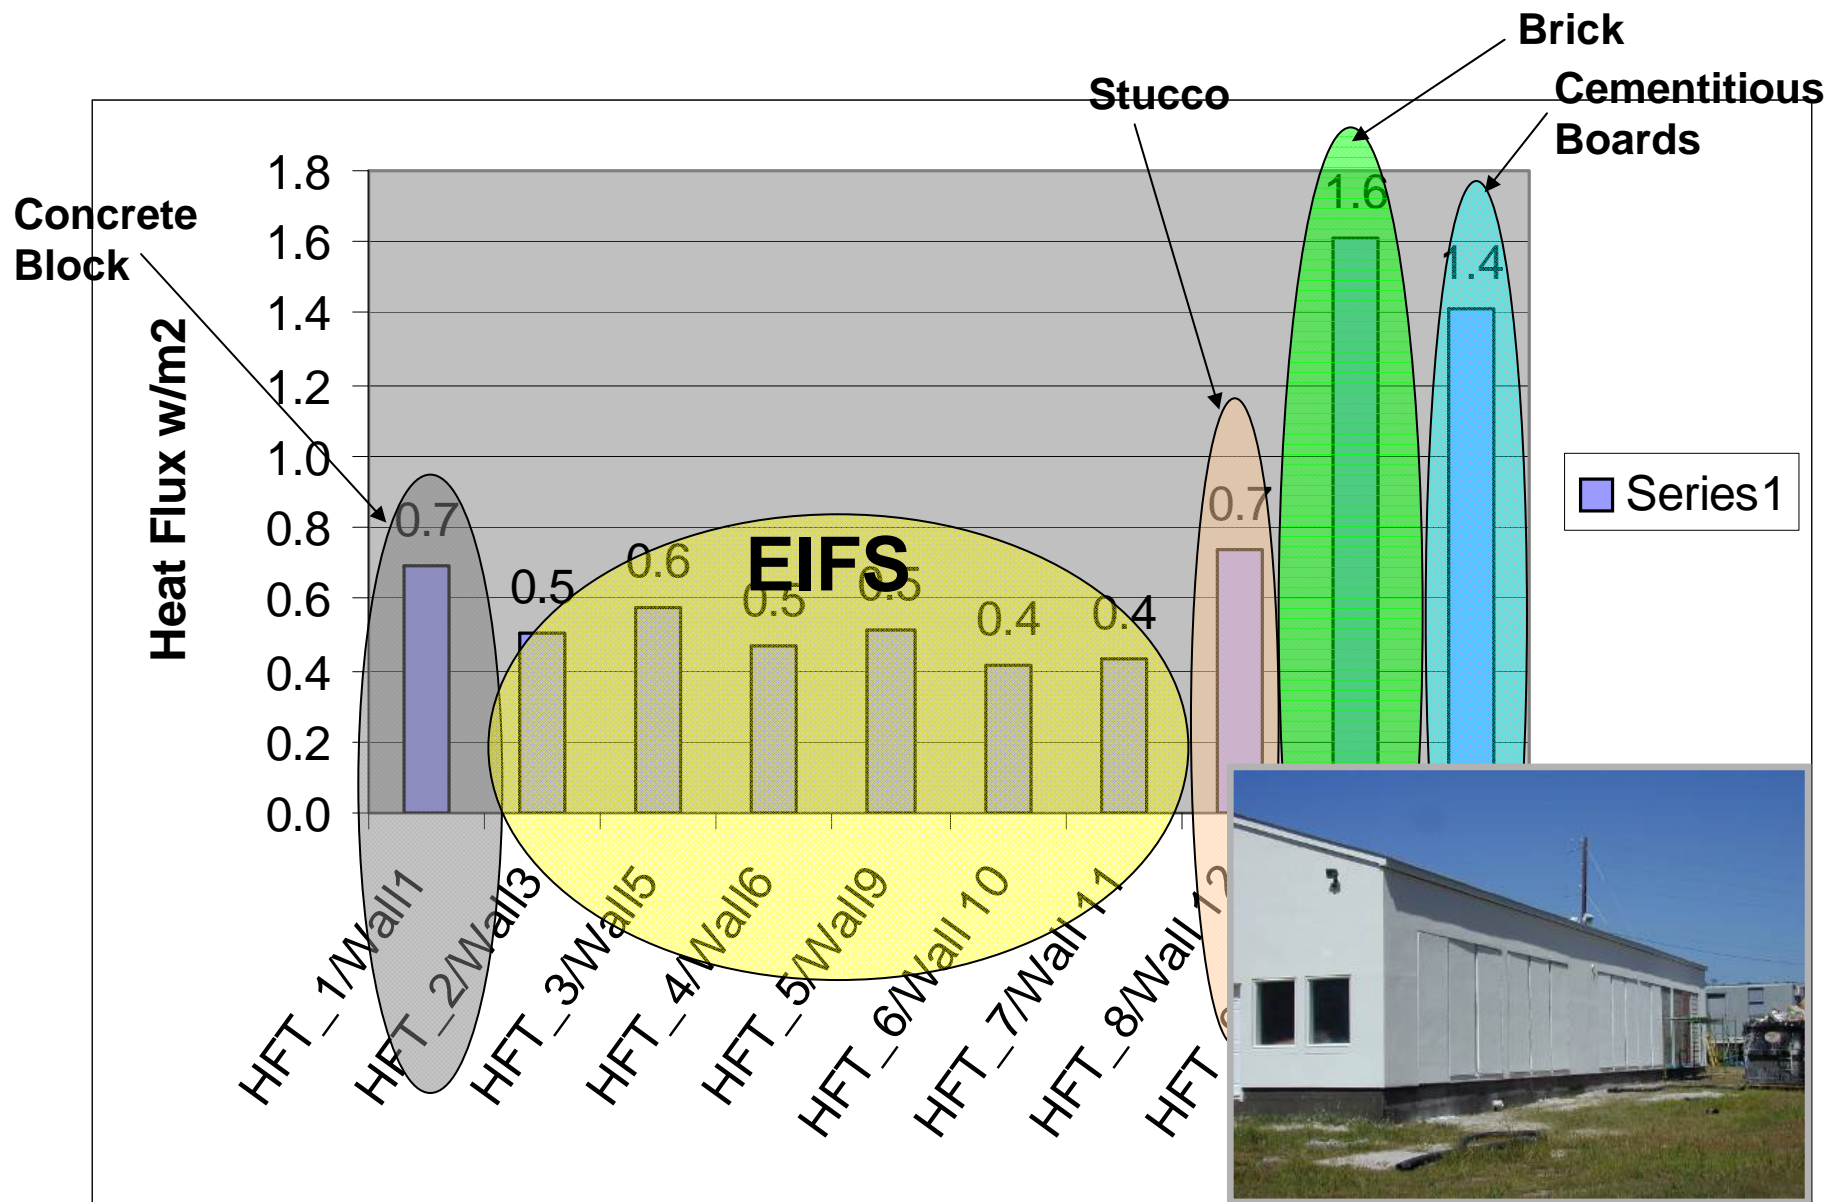 Brick
Stucco
Cementitious
Boards
Concrete
Block
Heat Flux w/m2
1.8
1.6
1.4
1.2
1.0
0.8
0.6
0.4
0.2
0.0
0.7
0.5
0.6
0.5
0.5
0.4
0.4
0.7
1.6
1.4
EIFS
Series1
HFT_1/Wall1
HFT_2/Wall3
HFT_3/Wall5
HFT_4/Wall6
HFT_5/Wall9
HFT_6/Wall 10
HFT_7/Wall 11
HFT_8/Wall 12
HFT